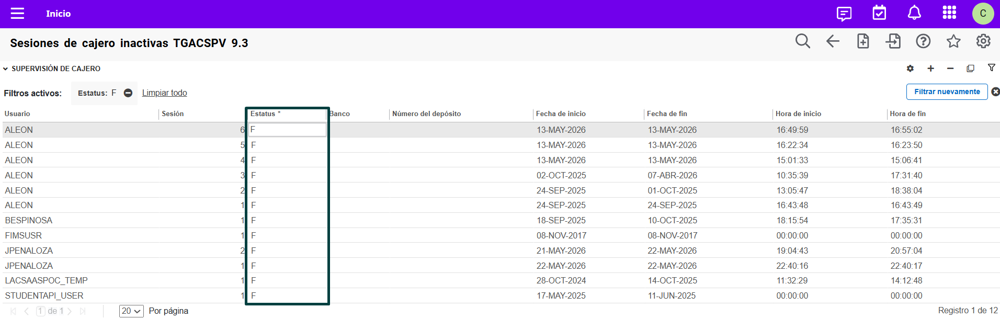 Inicio
C
Sesiones de cajero inactivas TGACSPV 9.3
SUPERVISIÓN DE CAJERO
Filtros activos: Estatus: F Limpiar todo Filtrar nuevamente
Usuario Sesión Estatus * Banco Número del depósito Fecha de inicio Fecha de fin Hora de inicio Hora de fin
ALEON 6 F 13-MAY-2026 13-MAY-2026 16:49:59 16:55:02
ALEON 5 F 13-MAY-2026 13-MAY-2026 16:22:34 16:23:50
ALEON 4 F 13-MAY-2026 13-MAY-2026 15:01:33 15:06:41
ALEON 3 F 02-OCT-2025 07-ABR-2026 10:35:39 17:31:40
ALEON 2 F 24-SEP-2025 01-OCT-2025 13:05:47 18:38:04
ALEON 1 F 24-SEP-2025 24-SEP-2025 16:43:48 16:43:49
BESPINOSA 1 F 18-SEP-2025 10-OCT-2025 18:15:54 17:35:31
FIMSUSR 1 F 08-NOV-2017 08-NOV-2017 00:00:00 00:00:00
JPENALOZA 2 F 21-MAY-2026 22-MAY-2026 19:04:43 20:57:04
JPENALOZA 1 F 22-MAY-2026 22-MAY-2026 22:40:16 22:40:17
LACSAASPOC_TEMP 1 F 28-OCT-2024 14-OCT-2025 11:32:29 14:12:48
STUDENTAPI_USER 1 F 17-MAY-2025 11-JUN-2025 00:00:00 00:00:00
1 de 1 20 Por página Registro 1 de 12